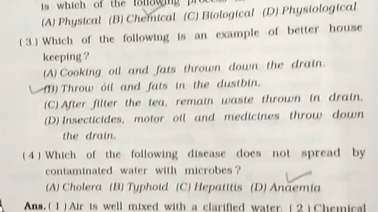 is which of the following
(A) Physical (B) Chemical (C) Biological (D) Physiological
(3) Which of the following is an example of better house
keeping?
(A) Cooking oil and fats thrown down the drain.
(B) Throw oil and fats in the dustbin.
(C) After filter the tea, remain waste thrown in drain.
(D) Insecticides, motor oil and medicines throw down
the drain.
(4) Which of the following disease does not spread by
contaminated water with microbes?
(A) Cholera (B) Typhoid (C) Hepatitis (D) Anaemia
Ans. (1) Air is well mixed with a clarified water. (2) Chemical